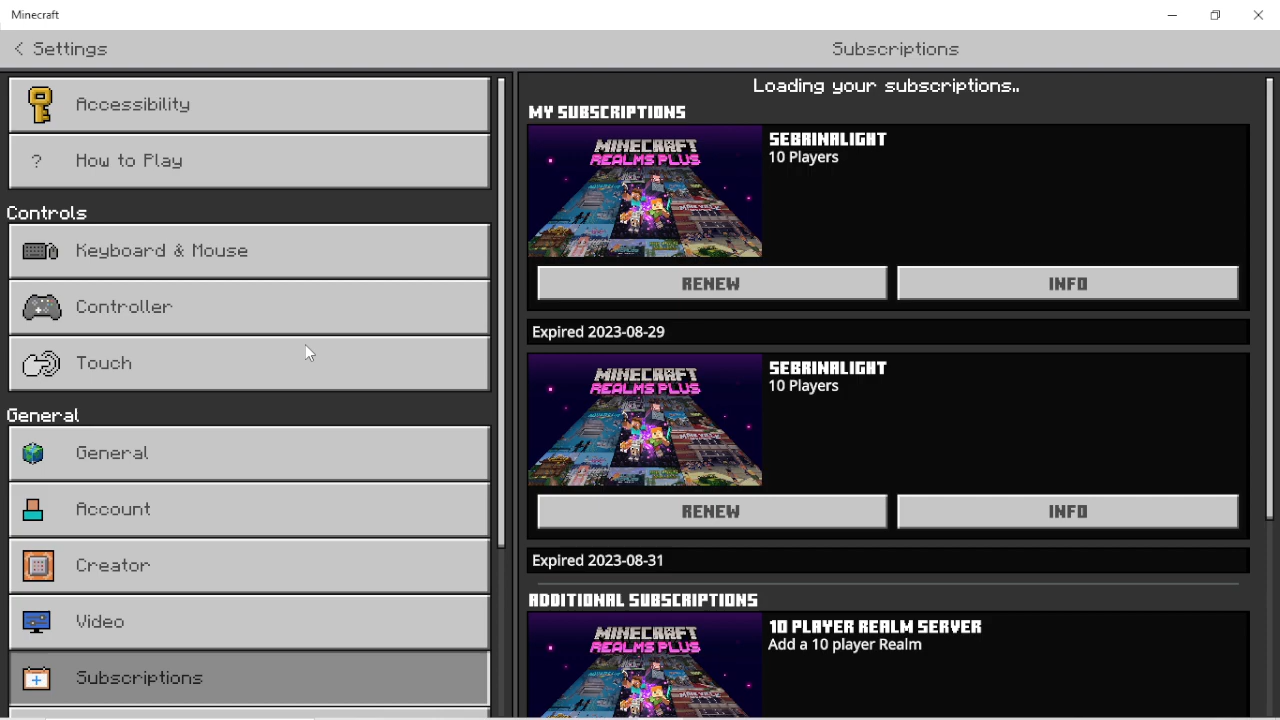 Minecraft
< Settings
Subscriptions
Accessibility
? How to Play
Controls
Keyboard & Mouse
Controller
Touch
General
General
Account
Creator
Video
Subscriptions
Loading your subscriptions..
MY SUBSCRIPTIONS
MINECRAFT
REALMS PLUS
SEBRINALIGHT
10 Players
RENEW
INFO
Expired 2023-08-29
MINECRAFT
REALMS PLUS
SEBRINALIGHT
10 Players
RENEW
INFO
Expired 2023-08-31
ADDITIONAL SUBSCRIPTIONS
MINECRAFT
REALMS PLUS
10 PLAYER REALM SERVER
Add a 10 player Realm